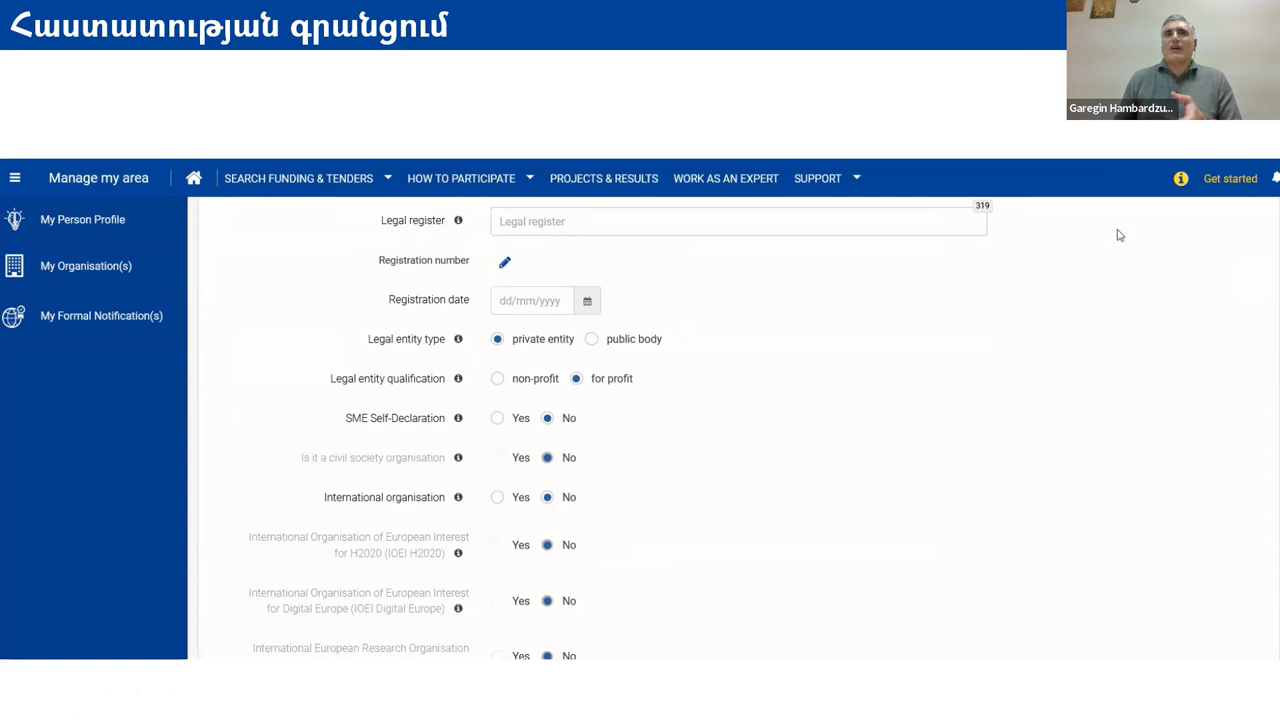 Հաստատության գրանցում
Garegin Hambardzu...
Manage my area
SEARCH FUNDING & TENDERS
HOW TO PARTICIPATE
PROJECTS & RESULTS
WORK AS AN EXPERT
SUPPORT
Get started
My Person Profile
My Organisation(s)
My Formal Notification(s)
Legal register
Legal register
319
Registration number
Registration date
dd/mm/yyyy
Legal entity type
private entity
public body
Legal entity qualification
non-profit
for profit
SME Self-Declaration
Yes
No
Is it a civil society organisation
Yes
No
International organisation
Yes
No
International Organisation of European Interest
for H2020 (IOEI H2020)
Yes
No
International Organisation of European Interest
for Digital Europe (IOEI Digital Europe)
Yes
No
International European Research Organisation
Yes
No